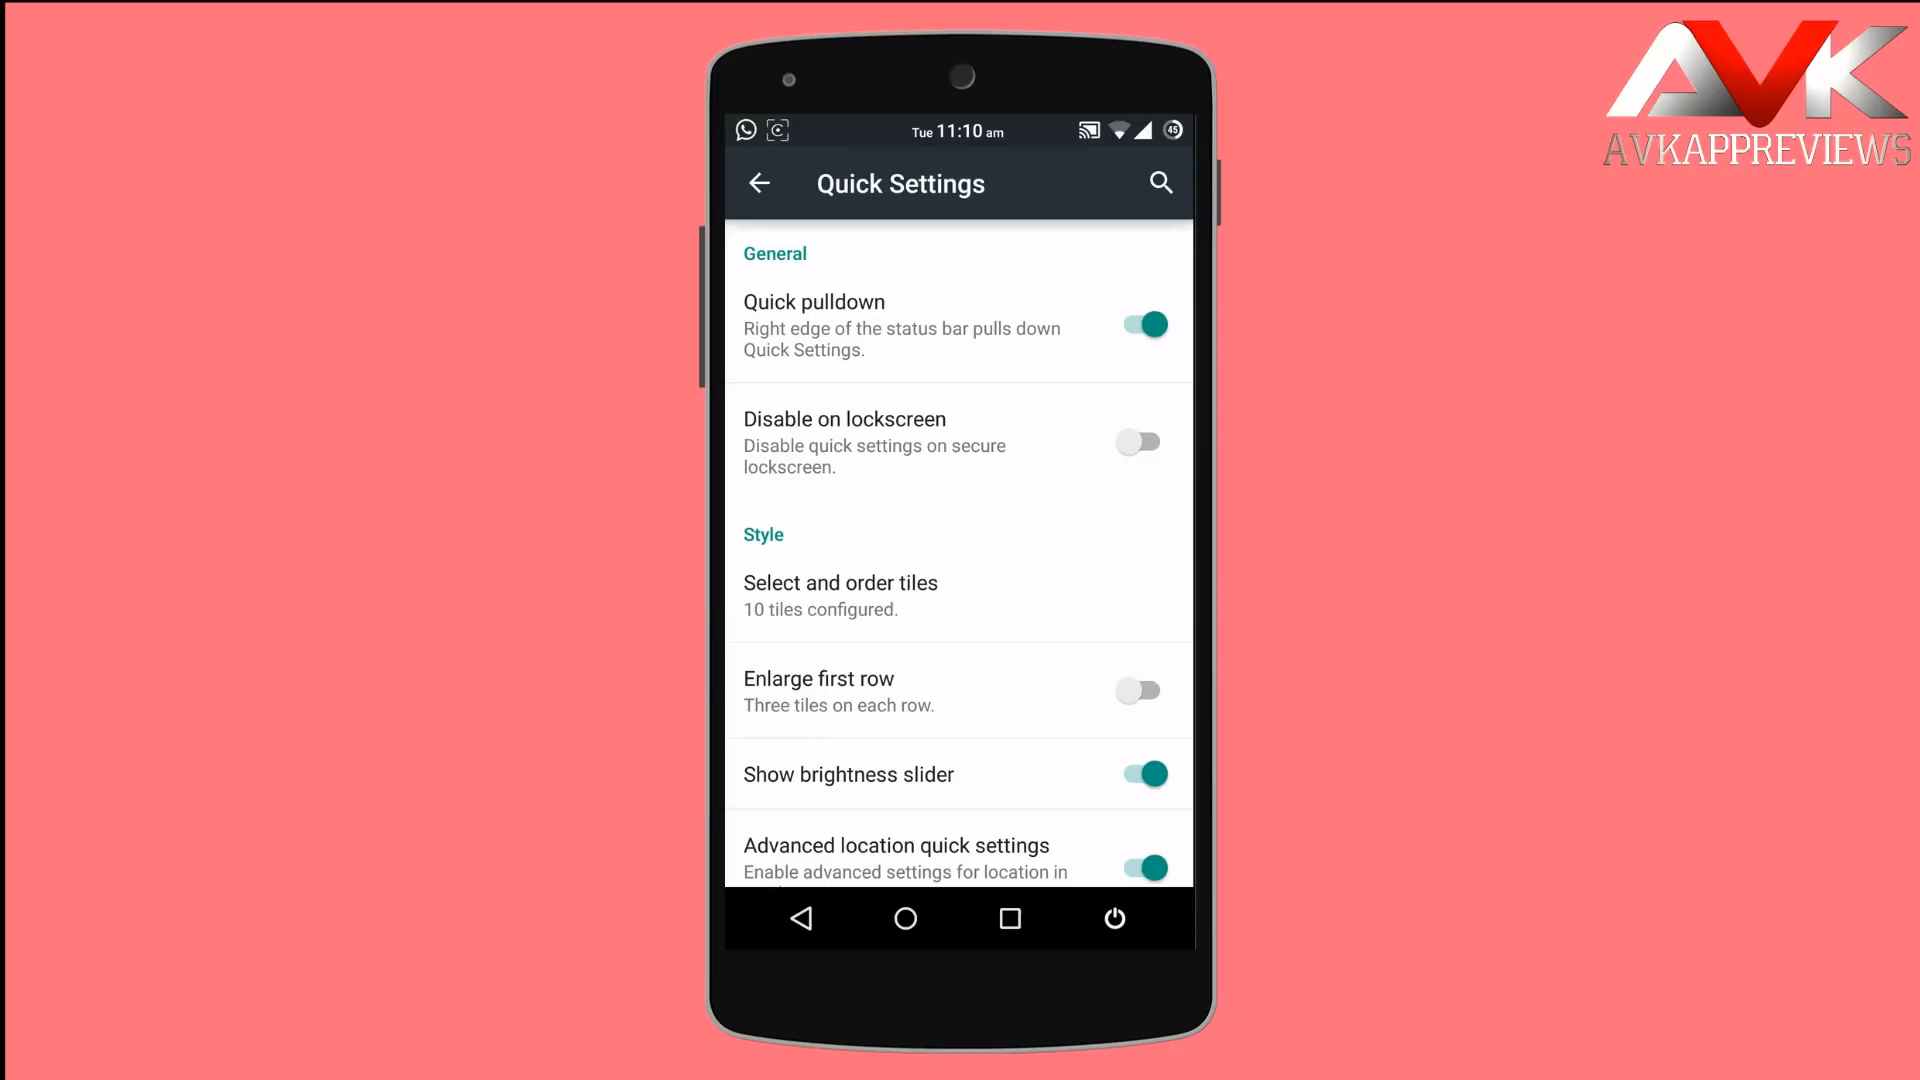 AVK
AVKAPPREVIEWS
Tue 11:10 am
45
Quick Settings
General
Quick pulldown
Right edge of the status bar pulls down
Quick Settings.
Disable on lockscreen
Disable quick settings on secure
lockscreen.
Style
Select and order tiles
10 tiles configured.
Enlarge first row
Three tiles on each row.
Show brightness slider
Advanced location quick settings
Enable advanced settings for location in